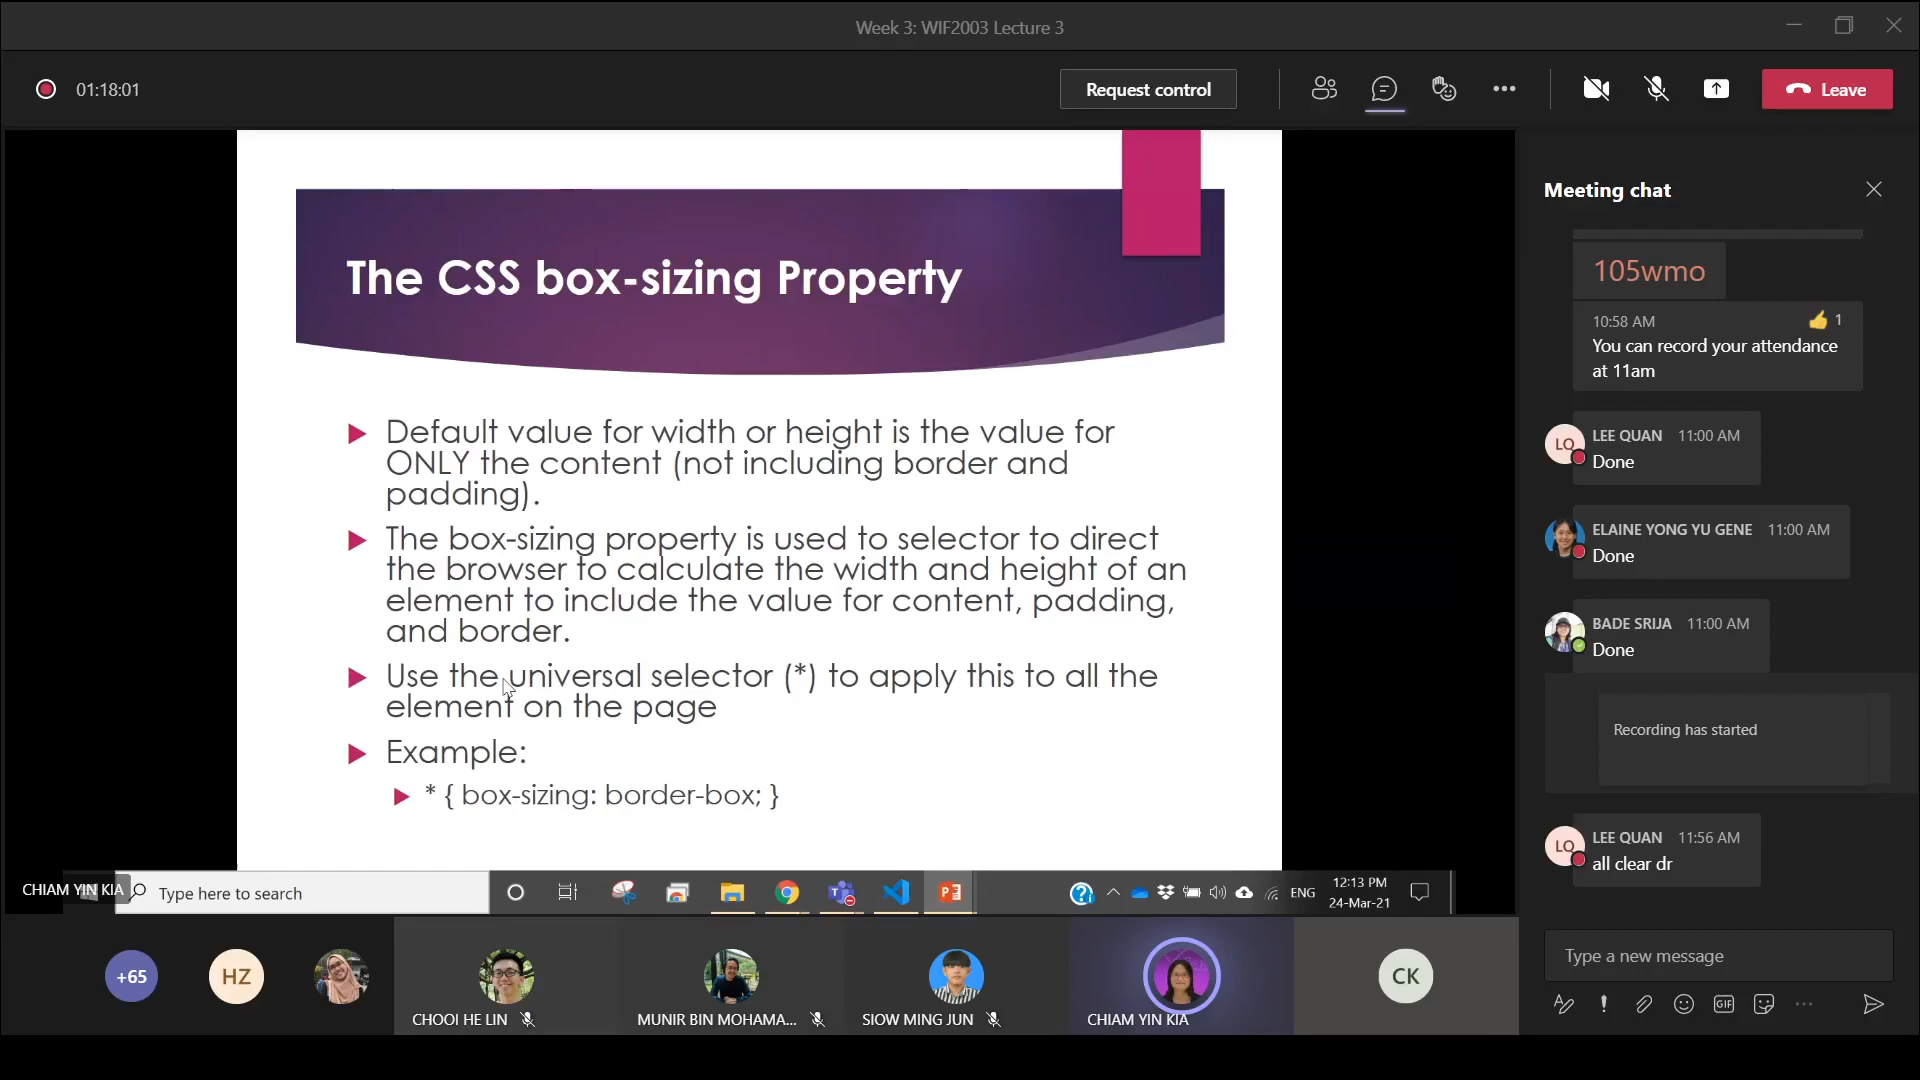 Week 3: WIF2003 Lecture 3
01:18:01
Request control
Leave
The CSS box-sizing Property
Default value for width or height is the value for
ONLY the content (not including border and
padding).
The box-sizing property is used to selector to direct
the browser to calculate the width and height of an
element to include the value for content, padding,
and border.
Use the universal selector (*) to apply this to all the
element on the page
Example:
* { box-sizing: border-box; }
Meeting chat
105wmo
10:58 AM
1
You can record your attendance
at 11am
LQ
LEE QUAN 11:00 AM
Done
ELAINE YONG YU GENE 11:00 AM
Done
BADE SRIJA 11:00 AM
Done
Recording has started
LQ
LEE QUAN 11:56 AM
all clear dr
Type a new message
GIF
CHIAM YIN KIA
Type here to search
ENG
12:13 PM
24-Mar-21
+65
HZ
CHOOI HE LIN
MUNIR BIN MOHAMA...
SIOW MING JUN
CHIAM YIN KIA
CK